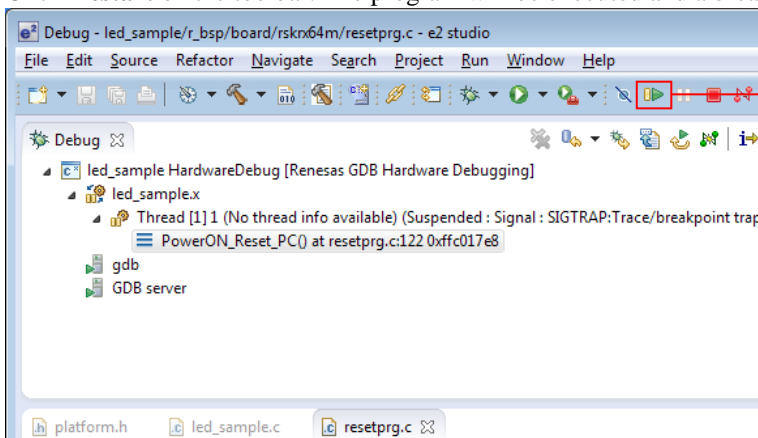 Debug - led_sample/r_bsp/board/rskrx64m/resetprg.c - e2 studio
File Edit Source Refactor Navigate Search Project Run Window Help
Debug
led_sample HardwareDebug [Renesas GDB Hardware Debugging]
led_sample.x
Thread [1] 1 (No thread info available) (Suspended : Signal : SIGTRAP:Trace/breakpoint trap
PowerON_Reset_PC() at resetprg.c:122 0xffc017e8
gdb
GDB server
platform.h led_sample.c resetprg.c